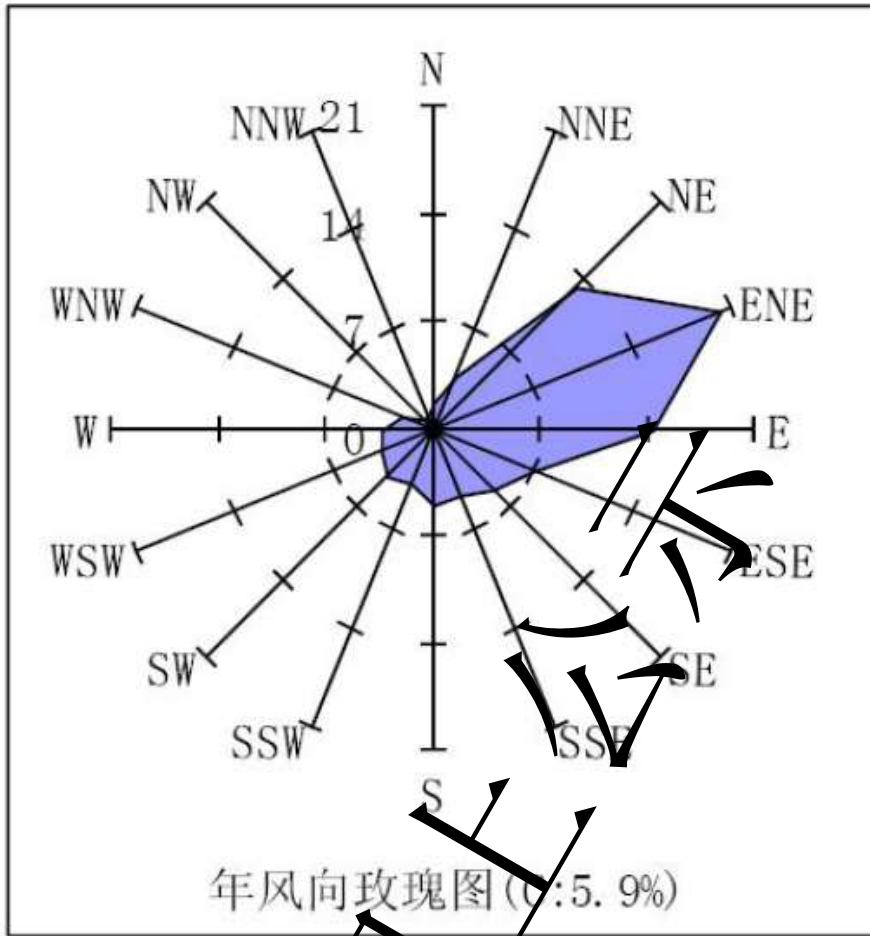 N
NNW 21 NNE
NW NE
14
WNW ENE
7
W 0 E
WSW ESE
SW SE
SSW SSE
S
年风向玫瑰图(C:5.9%)